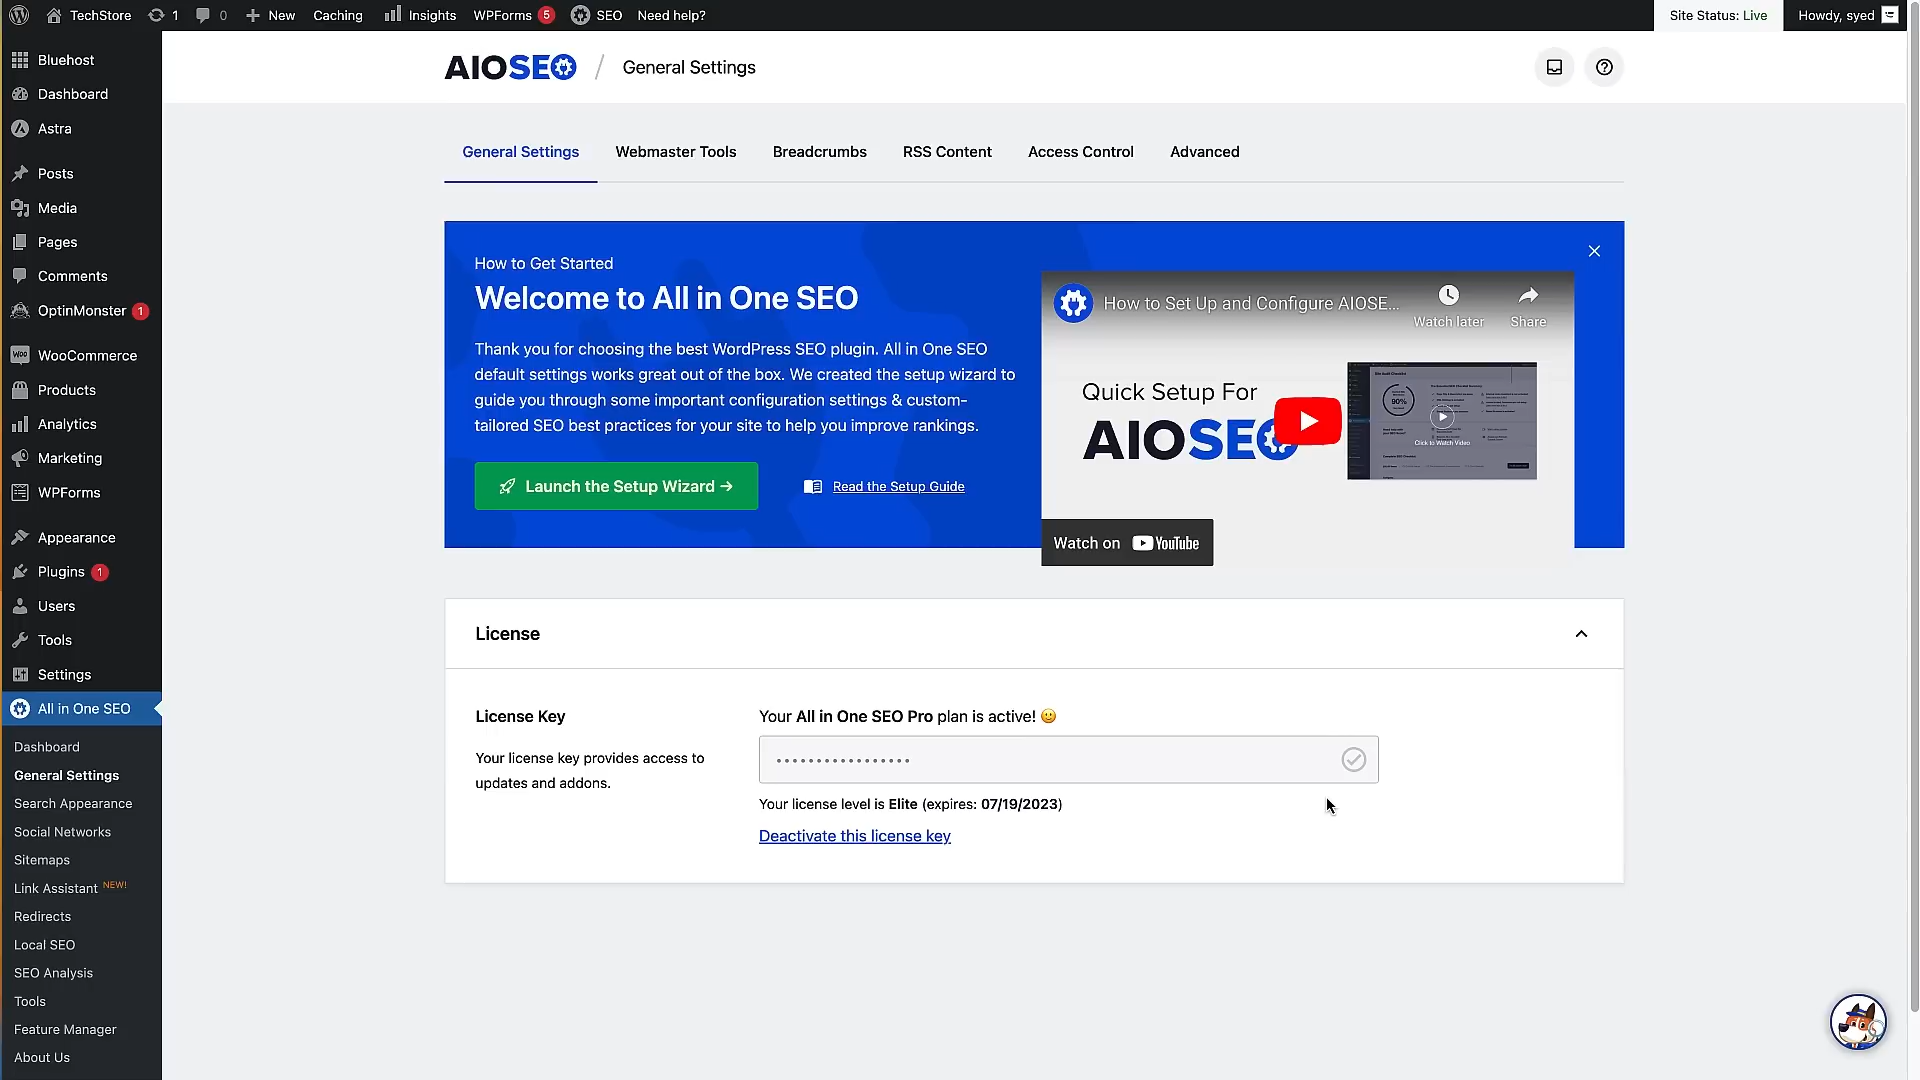 TechStore 1 0 New Caching Insights WPForms 5 SEO Need help? Site Status: Live Howdy, syed
Bluehost
Dashboard
Astra
Posts
Media
Pages
Comments
OptinMonster 1
WooCommerce
Products
Analytics
Marketing
WPForms
Appearance
Plugins 1
Users
Tools
Settings
All in One SEO
Dashboard
General Settings
Search Appearance
Social Networks
Sitemaps
Link Assistant NEW!
Redirects
Local SEO
SEO Analysis
Tools
Feature Manager
About Us
AIOSEO / General Settings
General Settings Webmaster Tools Breadcrumbs RSS Content Access Control Advanced
How to Get Started
Welcome to All in One SEO
Thank you for choosing the best WordPress SEO plugin. All in One SEO
default settings works great out of the box. We created the setup wizard to
guide you through some important configuration settings & custom-
tailored SEO best practices for your site to help you improve rankings.
Launch the Setup Wizard → Read the Setup Guide
How to Set Up and Configure AIOSE... Watch later Share
Quick Setup For
AIOSEO
90%
Click to Watch Video
Watch on YouTube
License
License Key
Your license key provides access to
updates and addons.
Your All in One SEO Pro plan is active! 🙂
•••••••••••••••••
Your license level is Elite (expires: 07/19/2023)
Deactivate this license key